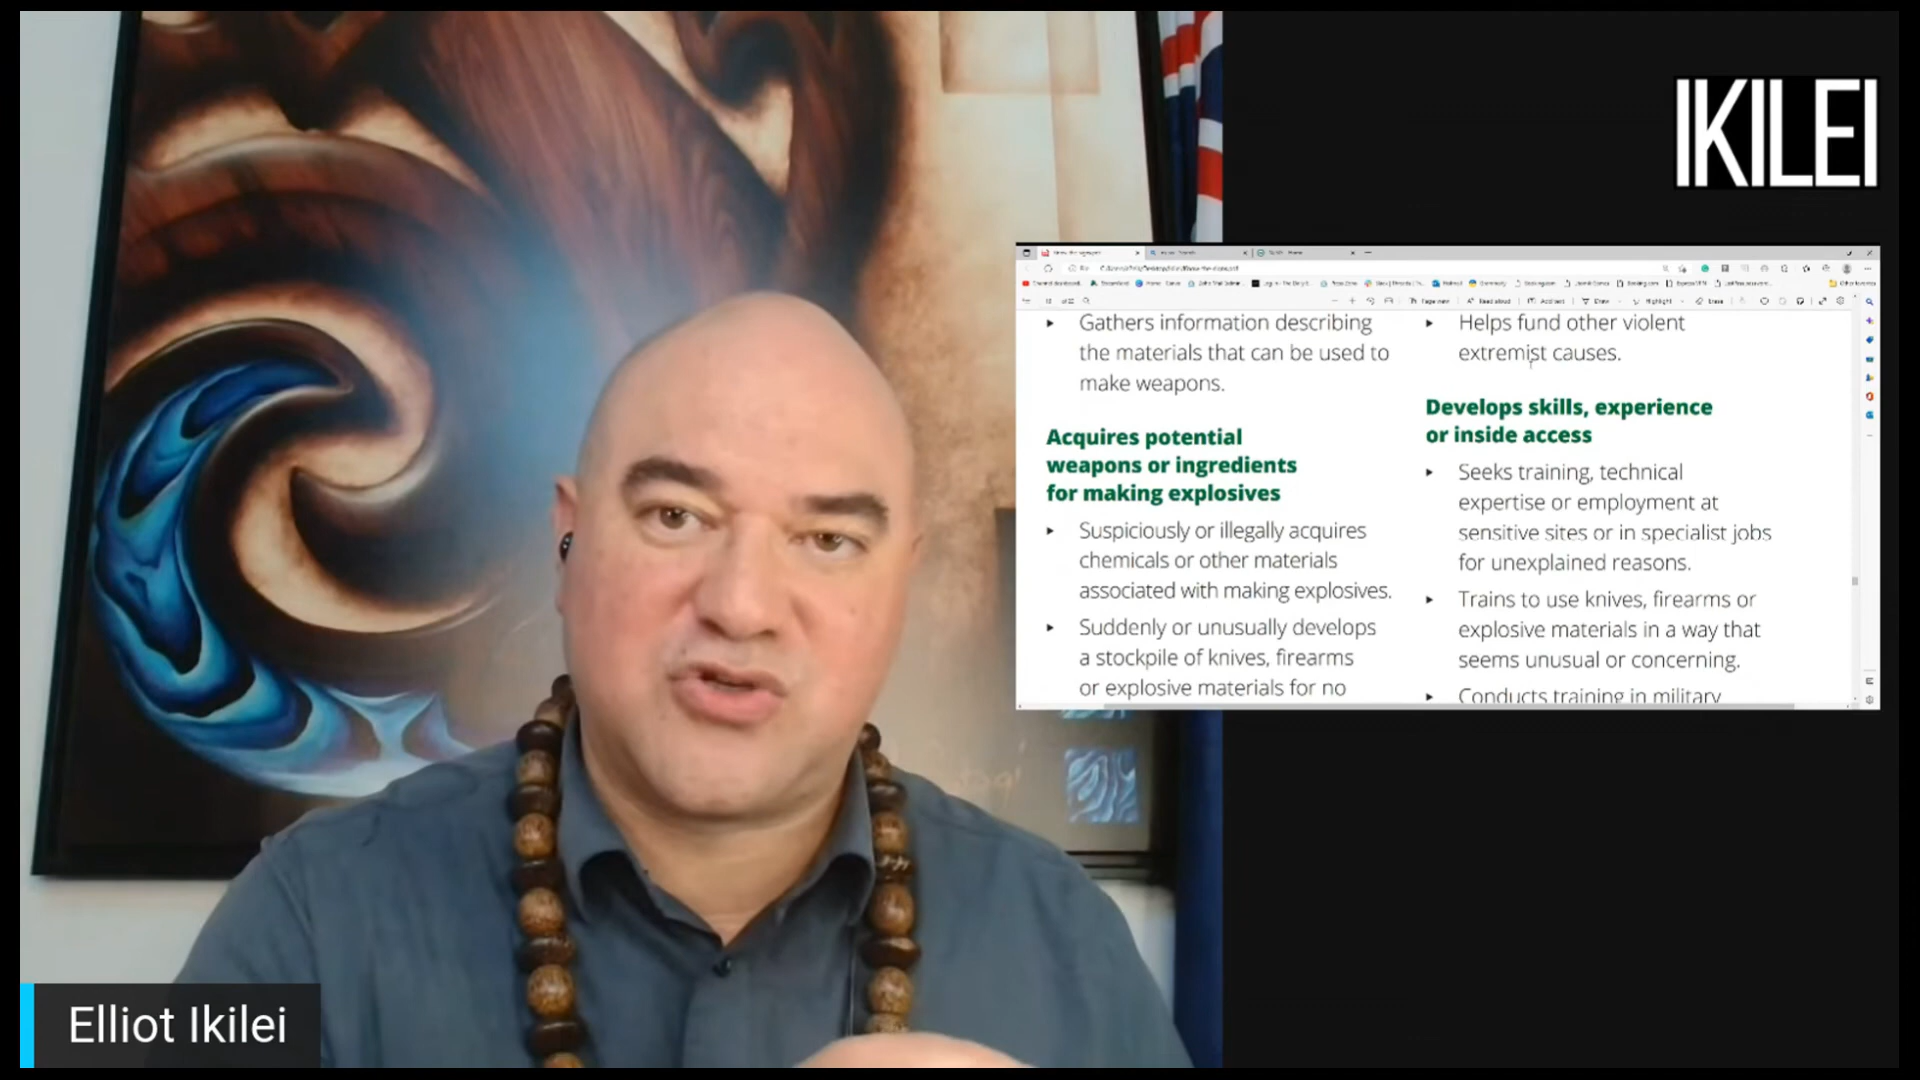 IKILEI
Gathers information describing
the materials that can be used to
make weapons.
Acquires potential
weapons or ingredients
for making explosives
Suspiciously or illegally acquires
chemicals or other materials
associated with making explosives.
Suddenly or unusually develops
a stockpile of knives, firearms
or explosive materials for no
Helps fund other violent
extremist causes.
Develops skills, experience
or inside access
Seeks training, technical
expertise or employment at
sensitive sites or in specialist jobs
for unexplained reasons.
Trains to use knives, firearms or
explosive materials in a way that
seems unusual or concerning.
Conducts training in military
Elliot Ikilei